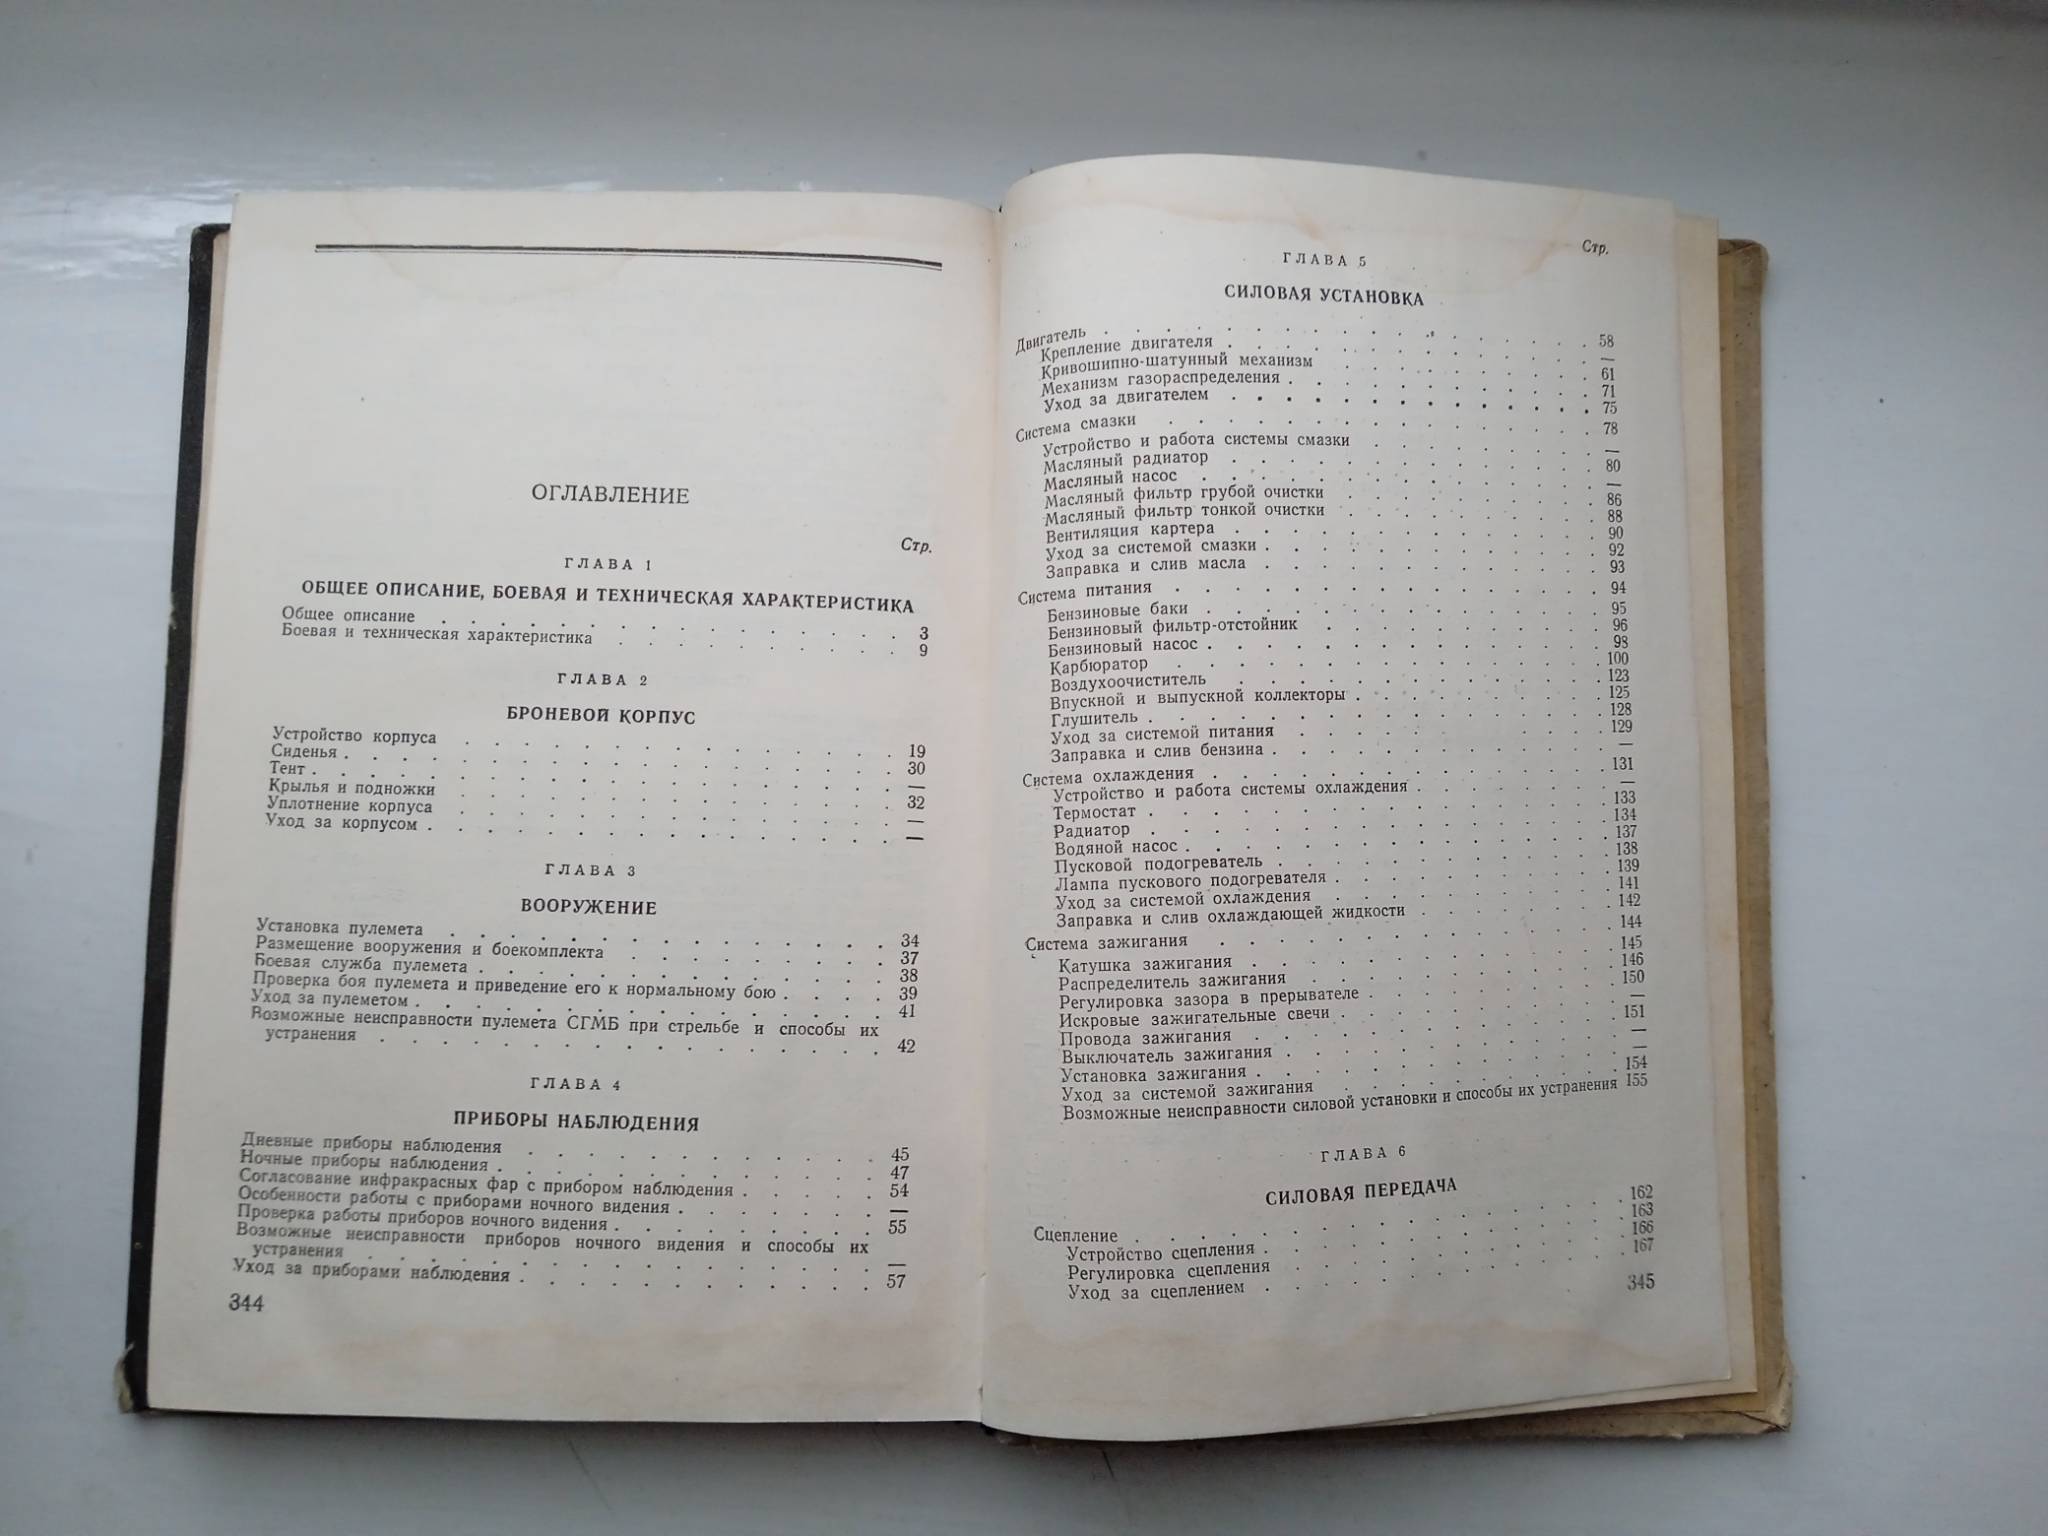 ОГЛАВЛЕНИЕ
Стр.
ГЛАВА 1
ОБЩЕЕ ОПИСАНИЕ, БОЕВАЯ И ТЕХНИЧЕСКАЯ ХАРАКТЕРИСТИКА
Общее описание . . . . . . . . . . . . . . . . 3
Боевая и техническая характеристика . . . . . . . . . . 9
ГЛАВА 2
БРОНЕВОЙ КОРПУС
Устройство корпуса . . . . . . . . . . . . . . . 19
Сиденья . . . . . . . . . . . . . . . . . . . 30
Тент . . . . . . . . . . . . . . . . . . . . —
Крылья и подножки . . . . . . . . . . . . . . . 32
Уплотнение корпуса . . . . . . . . . . . . . . . —
Уход за корпусом . . . . . . . . . . . . . . . . —
ГЛАВА 3
ВООРУЖЕНИЕ
Установка пулемета . . . . . . . . . . . . . . . 34
Размещение вооружения и боекомплекта . . . . . . . . . 37
Боевая служба пулемета . . . . . . . . . . . . . . 38
Проверка боя пулемета и приведение его к нормальному бою . . . . 39
Уход за пулеметом . . . . . . . . . . . . . . . . 41
Возможные неисправности пулемета СГМБ при стрельбе и способы их
устранения . . . . . . . . . . . . . . . . . . 42
ГЛАВА 4
ПРИБОРЫ НАБЛЮДЕНИЯ
Дневные приборы наблюдения . . . . . . . . . . . . 45
Ночные приборы наблюдения . . . . . . . . . . . . . 47
Согласование инфракрасных фар с прибором наблюдения . . . . . 54
Особенности работы с приборами ночного видения . . . . . . . —
Проверка работы приборов ночного видения . . . . . . . . . 55
Возможные неисправности приборов ночного видения и способы их
устранения . . . . . . . . . . . . . . . . . . —
Уход за приборами наблюдения . . . . . . . . . . . . 57
344
Стр.
ГЛАВА 5
СИЛОВАЯ УСТАНОВКА
Двигатель . . . . . . . . . . . . . . . . . . 58
Крепление двигателя . . . . . . . . . . . . . . —
Кривошипно-шатунный механизм . . . . . . . . . . 61
Механизм газораспределения . . . . . . . . . . . 71
Уход за двигателем . . . . . . . . . . . . . . 75
Система смазки . . . . . . . . . . . . . . . . 78
Устройство и работа системы смазки . . . . . . . . —
Масляный радиатор . . . . . . . . . . . . . . 80
Масляный насос . . . . . . . . . . . . . . . —
Масляный фильтр грубой очистки . . . . . . . . . 86
Масляный фильтр тонкой очистки . . . . . . . . . 88
Вентиляция картера . . . . . . . . . . . . . . 90
Уход за системой смазки . . . . . . . . . . . . 92
Заправка и слив масла . . . . . . . . . . . . . 93
Система питания . . . . . . . . . . . . . . . . 94
Бензиновые баки . . . . . . . . . . . . . . . 95
Бензиновый фильтр-отстойник . . . . . . . . . . . 96
Бензиновый насос . . . . . . . . . . . . . . . 98
Карбюратор . . . . . . . . . . . . . . . . . 100
Воздухоочиститель . . . . . . . . . . . . . . 123
Впускной и выпускной коллекторы . . . . . . . . . 125
Глушитель . . . . . . . . . . . . . . . . . 128
Уход за системой питания . . . . . . . . . . . . 129
Заправка и слив бензина . . . . . . . . . . . . —
Система охлаждения . . . . . . . . . . . . . . . 131
Устройство и работа системы охлаждения . . . . . . . —
Термостат . . . . . . . . . . . . . . . . . 133
Радиатор . . . . . . . . . . . . . . . . . 134
Водяной насос . . . . . . . . . . . . . . . . 137
Пусковой подогреватель . . . . . . . . . . . . . 138
Лампа пускового подогревателя . . . . . . . . . . 139
Уход за системой охлаждения . . . . . . . . . . . 141
Заправка и слив охлаждающей жидкости . . . . . . . . 142
Система зажигания . . . . . . . . . . . . . . . 144
Катушка зажигания . . . . . . . . . . . . . . 145
Распределитель зажигания . . . . . . . . . . . . 146
Регулировка зазора в прерывателе . . . . . . . . . 150
Искровые зажигательные свечи . . . . . . . . . . . —
Провода зажигания . . . . . . . . . . . . . . 151
Выключатель зажигания . . . . . . . . . . . . . —
Установка зажигания . . . . . . . . . . . . . . —
Уход за системой зажигания . . . . . . . . . . . 154
Возможные неисправности силовой установки и способы их устранения 155
ГЛАВА 6
СИЛОВАЯ ПЕРЕДАЧА
Сцепление . . . . . . . . . . . . . . . . . . 162
Устройство сцепления . . . . . . . . . . . . . 163
Регулировка сцепления . . . . . . . . . . . . . 166
Уход за сцеплением . . . . . . . . . . . . . . 167
345